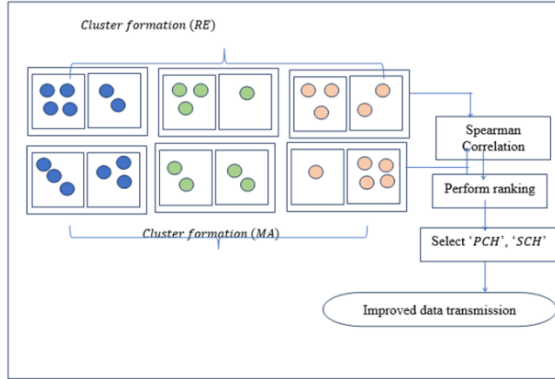 Cluster formation (RE)
Spearman
Correlation
Perform ranking
Cluster formation (MA)
Select ‘PCH’, ‘SCH’
Improved data transmission